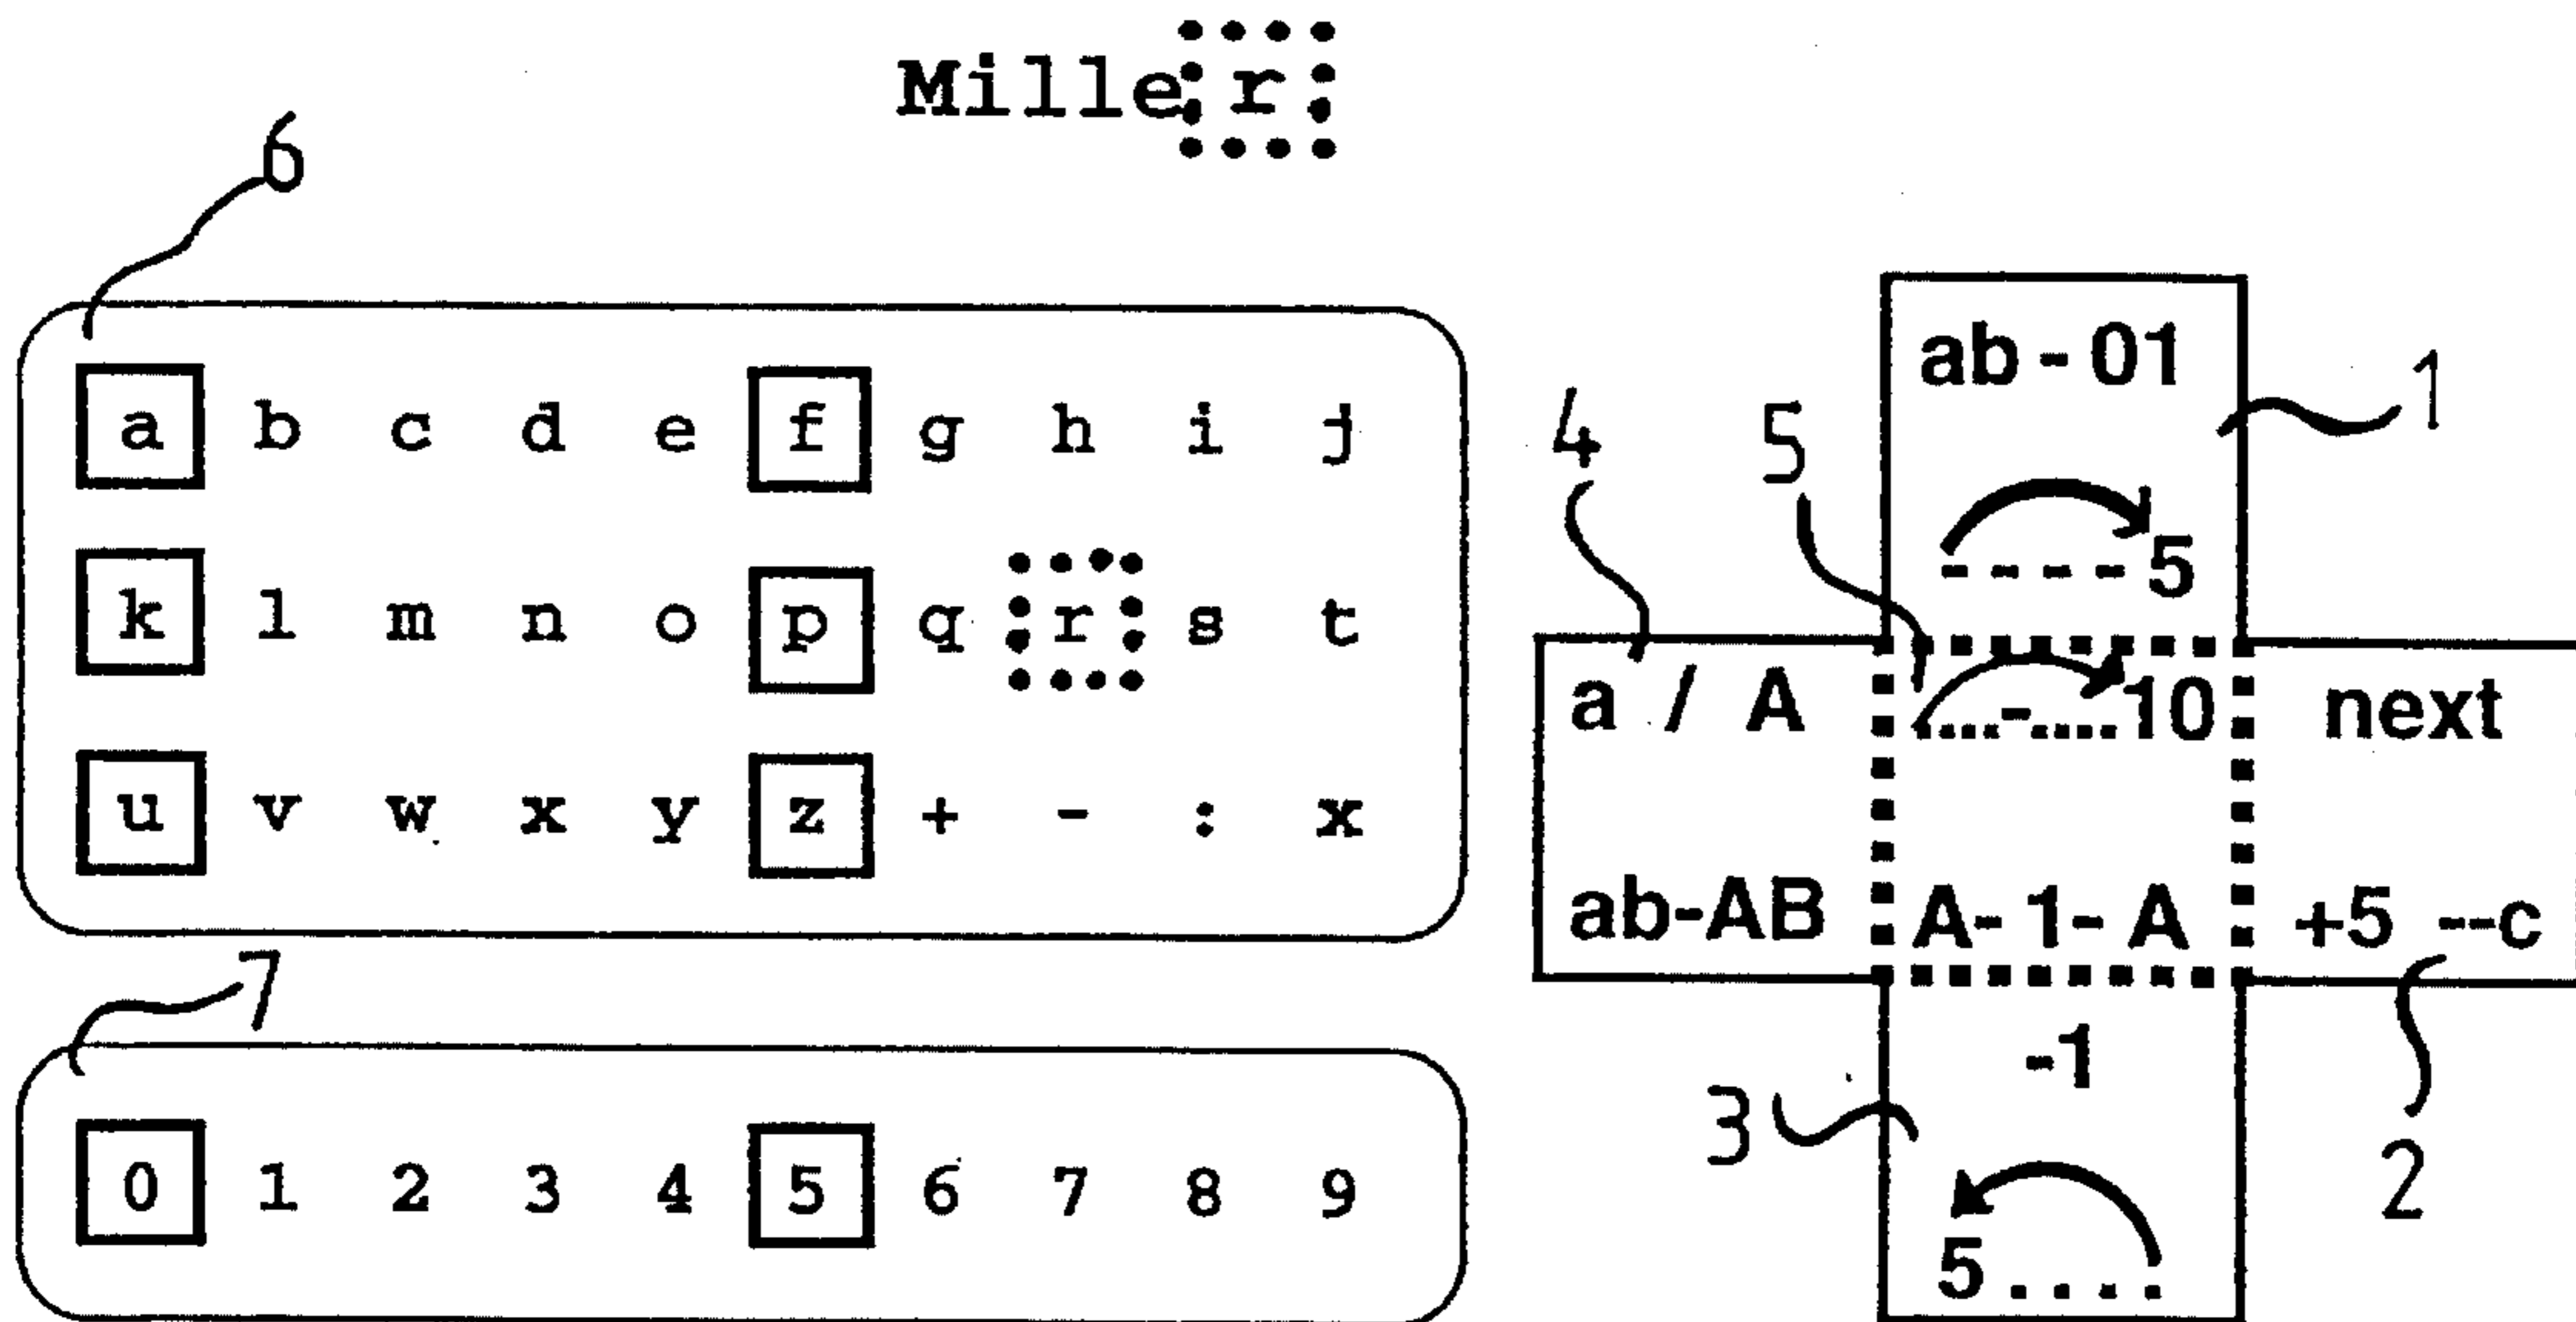 Miller
6
a b c d e f g h i j
k l m n o p q r s t
u v w x y z + - : x
7
0 1 2 3 4 5 6 7 8 9
ab - 01
1
- - - - 5
4
5
a / A
ab-AB
....-....10
A- 1- A
next
+5 --c
2
-1
3
5 . . . .